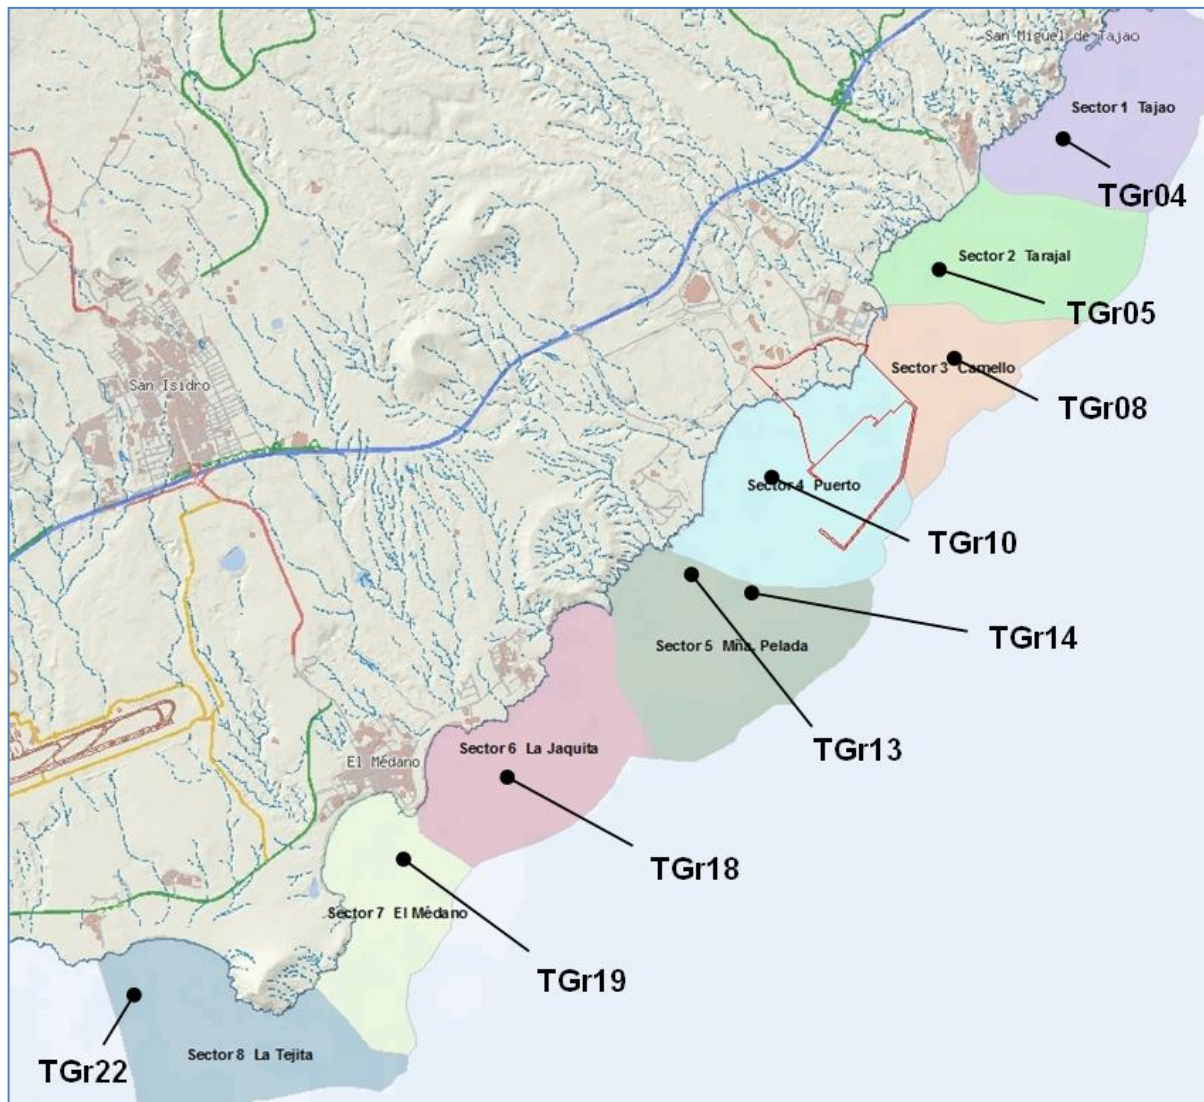 San Miguel de Tajao
Sector 1 Tajao
TGr04
Sector 2 Tarajal
TGr05
Sector 3 Camello
San Isidro
TGr08
Sector 4 Puerto
TGr10
TGr14
Sector 5 Mña. Pelada
TGr13
Sector 6 La Jaquita
El Médano
TGr18
Sector 7 El Médano
TGr19
Sector 8 La Tejita
TGr22